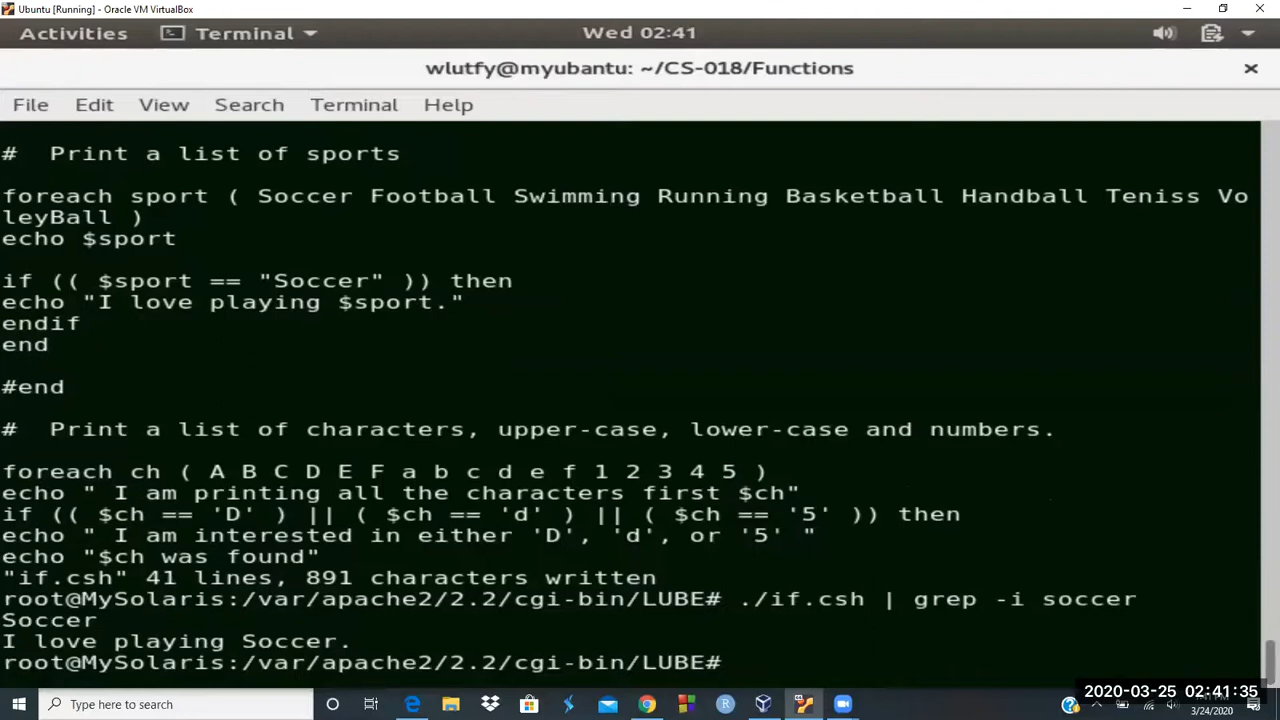 Ubuntu [Running] - Oracle VM VirtualBox
Activities Terminal Wed 02:41
wlutfy@myubantu: ~/CS-018/Functions
File Edit View Search Terminal Help
#  Print a list of sports
foreach sport ( Soccer Football Swimming Running Basketball Handball Teniss Vo
leyBall )
echo $sport
if (( $sport == "Soccer" )) then
echo "I love playing $sport."
endif
end
#end
#  Print a list of characters, upper-case, lower-case and numbers.
foreach ch ( A B C D E F a b c d e f 1 2 3 4 5 )
echo " I am printing all the characters first $ch"
if (( $ch == 'D' ) || ( $ch == 'd' ) || ( $ch == '5' )) then
echo " I am interested in either 'D', 'd', or '5' "
echo "$ch was found"
"if.csh" 41 lines, 891 characters written
root@MySolaris:/var/apache2/2.2/cgi-bin/LUBE# ./if.csh | grep -i soccer
Soccer
I love playing Soccer.
root@MySolaris:/var/apache2/2.2/cgi-bin/LUBE#
Type here to search
2020-03-25 02:41:35
3/24/2020